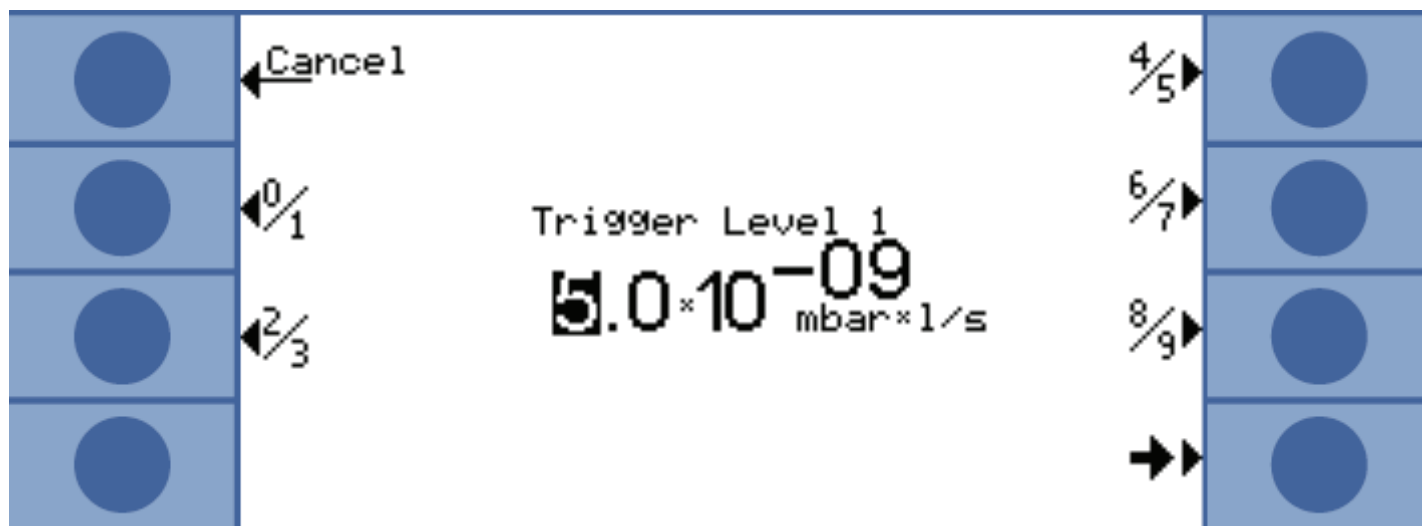 Cancel
0/1
2/3
Trigger Level 1
5.0×10⁻⁰⁹ mbar×l/s
4/5
6/7
8/9